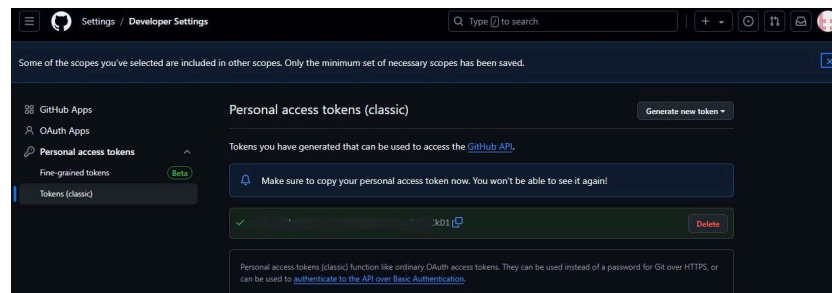 Settings / Developer Settings
Type / to search
Some of the scopes you've selected are included in other scopes. Only the minimum set of necessary scopes has been saved.
GitHub Apps
OAuth Apps
Personal access tokens
Fine-grained tokens Beta
Tokens (classic)
Personal access tokens (classic)
Generate new token
Tokens you have generated that can be used to access the GitHub API.
Make sure to copy your personal access token now. You won't be able to see it again!
Delete
Personal access tokens (classic) function like ordinary OAuth access tokens. They can be used instead of a password for Git over HTTPS, or
can be used to authenticate to the API over Basic Authentication.